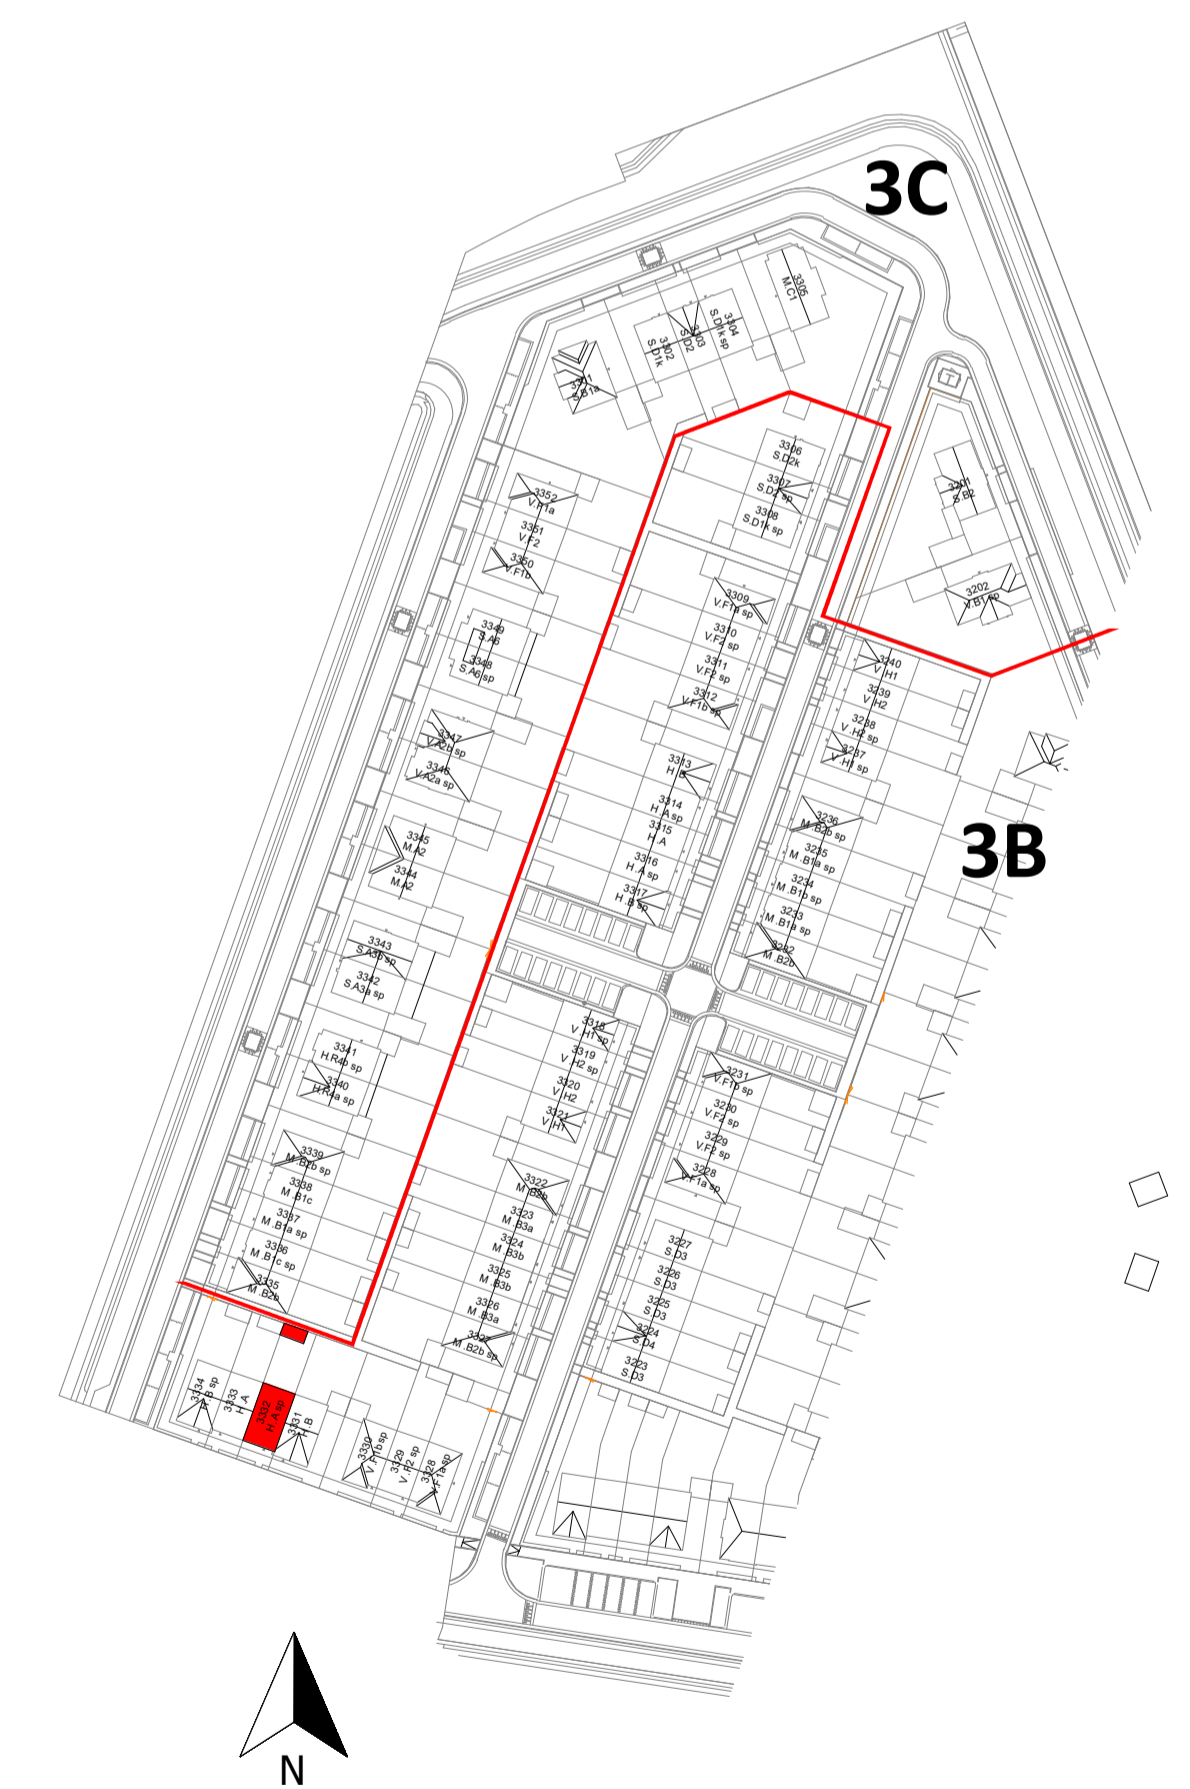 3C
3305
M.C1
3304
S.D1k sp
3303
S.D2
3302
S.D1k
3301
S.B1a
3306
S.D2k
3307
S.D2 sp
3308
S.D1k sp
3201
S.B2
3202
V.B1 sp
3352
V.F1a
3351
V.F2
3350
V.F1b
3349
S.A6
3348
S.A6 sp
3347
V.A2b sp
3346
V.A2a sp
3345
M.A2
3344
M.A2
3343
S.A3b sp
3342
S.A3a sp
3341
H.R4b sp
3340
H.R4a sp
3339
M.B2b sp
3338
M.B1c
3337
M.B1a sp
3336
M.B1c sp
3335
M.B2b
3309
V.F1a sp
3310
V.F2 sp
3311
V.F2 sp
3312
V.F1b sp
3313
H.B
3314
H.A sp
3315
H.A
3316
H.A sp
3317
H.B sp
3240
V.H1
3239
V.H2
3238
V.H2 sp
3237
V.H1 sp
3B
3236
M.B2b sp
3235
M.B1a sp
3234
M.B1b sp
3233
M.B1a sp
3232
M.B2b
3318
V.H1 sp
3319
V.H2 sp
3320
V.H2
3321
V.H1
3322
M.B2b
3323
M.B3a
3324
M.B3b
3325
M.B3b
3326
M.B3a
3327
M.B2b sp
3231
V.F1b sp
3230
V.F2 sp
3229
V.F2 sp
3228
V.F1a sp
3227
S.D3
3226
S.D3
3225
S.D3
3224
S.D4
3223
S.D3
3334
H.B sp
3333
H.A
3332
H.A sp
3331
H.B
3330
V.F1b sp
3329
V.F2 sp
3328
V.F1a sp
N